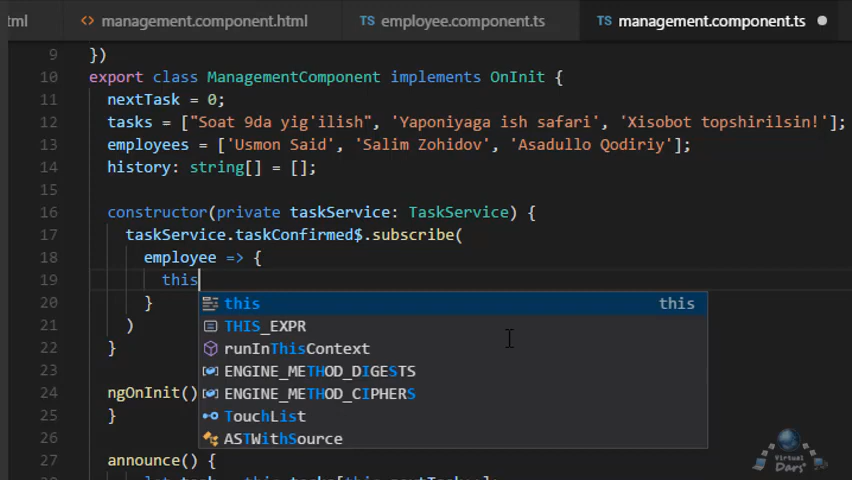 tml management.component.html TS employee.component.ts TS management.component.ts
9 })
10 export class ManagementComponent implements OnInit {
11 nextTask = 0;
12 tasks = ["Soat 9da yig'ilish", 'Yaponiyaga ish safari', 'Xisobot topshirilsin!'];
13 employees = ['Usmon Said', 'Salim Zohidov', 'Asadullo Qodiriy'];
14 history: string[] = [];
15
16 constructor(private taskService: TaskService) {
17 taskService.taskConfirmed$.subscribe(
18 employee => {
19 this
20 }
21 )
22 }
23
24 ngOnInit()
25 }
26
27 announce() {
this this
THIS_EXPR
runInThisContext
ENGINE_METHOD_DIGESTS
ENGINE_METHOD_CIPHERS
TouchList
ASTWithSource
Virtual
Dars